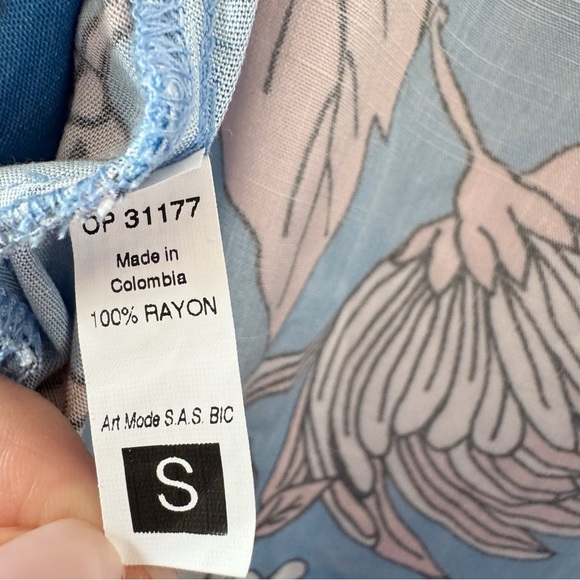 OP 31177
Made in
Colombia
100% RAYON
Art Mode S.A.S. BIC
S